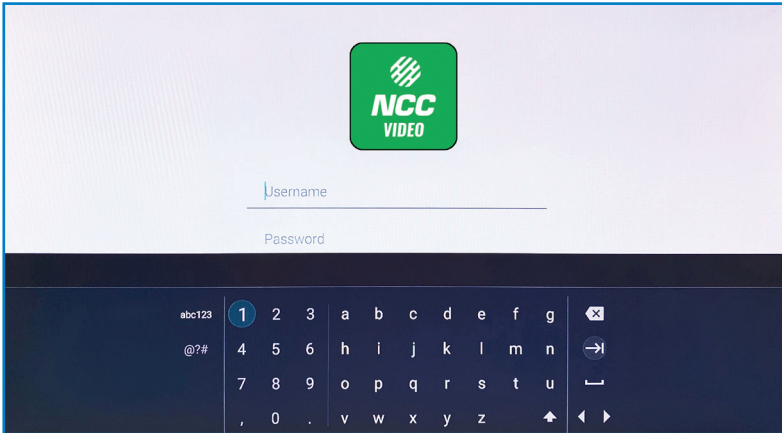 NCC
VIDEO
Username
Password
abc123 1 2 3 a b c d e f g
@?# 4 5 6 h i j k l m n
7 8 9 o p q r s t u
, 0 . v w x y z